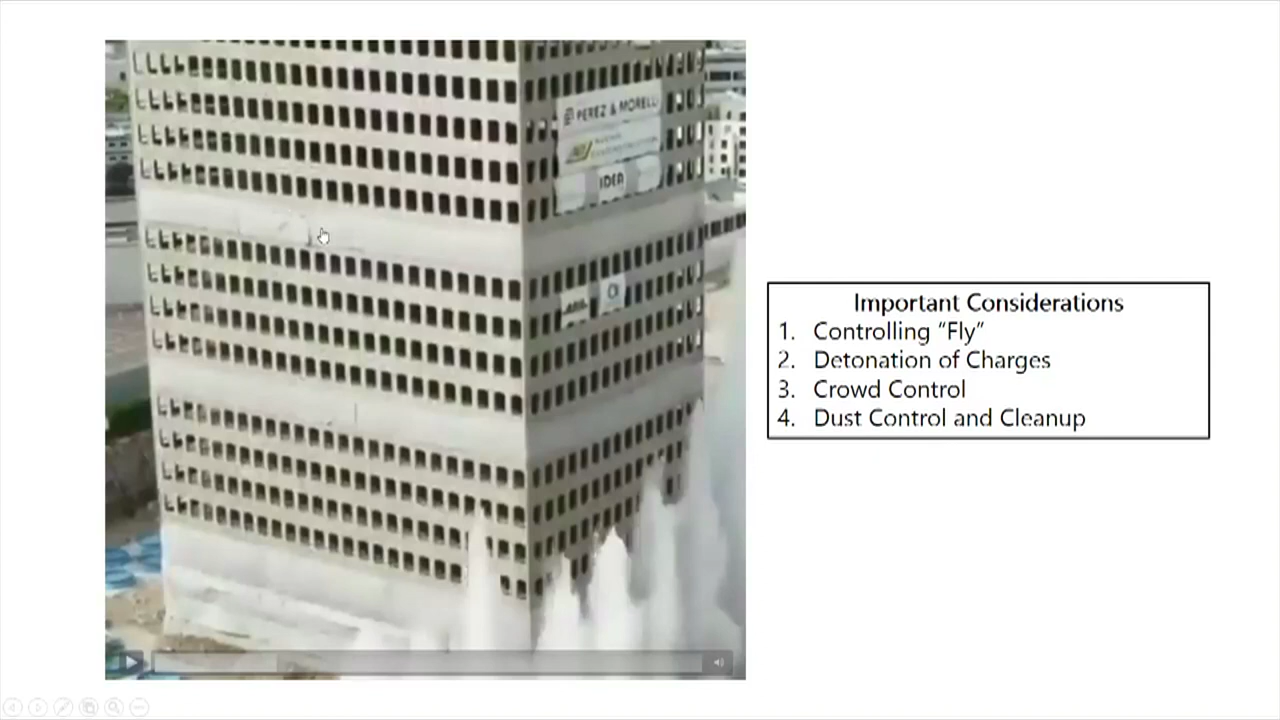 PEREZ & MORELLI
IDEA
Important Considerations
1. Controlling “Fly”
2. Detonation of Charges
3. Crowd Control
4. Dust Control and Cleanup